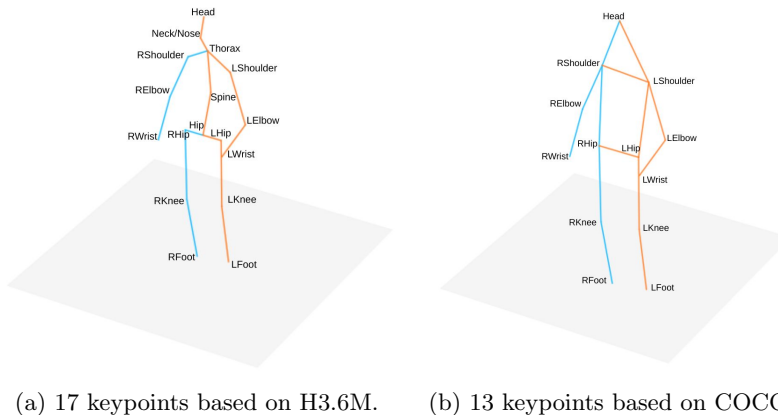 Head
Neck/Nose
Thorax
RShoulder
LShoulder
RElbow
Spine
LElbow
Hip
RWrist
RHip
LHip
LWrist
RKnee
LKnee
RFoot
LFoot
(a) 17 keypoints based on H3.6M.
Head
RShoulder
LShoulder
RElbow
LElbow
RHip
LHip
RWrist
LWrist
RKnee
LKnee
RFoot
LFoot
(b) 13 keypoints based on COCO